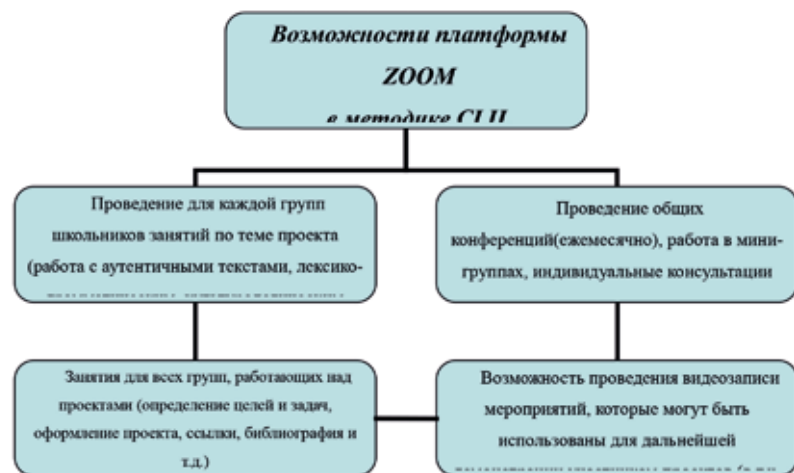 Возможности платформы
ZOOM
в методике CLIL
Проведение для каждой групп
школьников занятий по теме проекта
(работа с аутентичными текстами, лексико-
Проведение общих
конференций(ежемесячно), работа в мини-
группах, индивидуальные консультации
Занятия для всех групп, работающих над
проектами (определение целей и задач,
оформление проекта, ссылки, библиография и
т.д.)
Возможность проведения видеозаписи
мероприятий, которые могут быть
использованы для дальнейшей